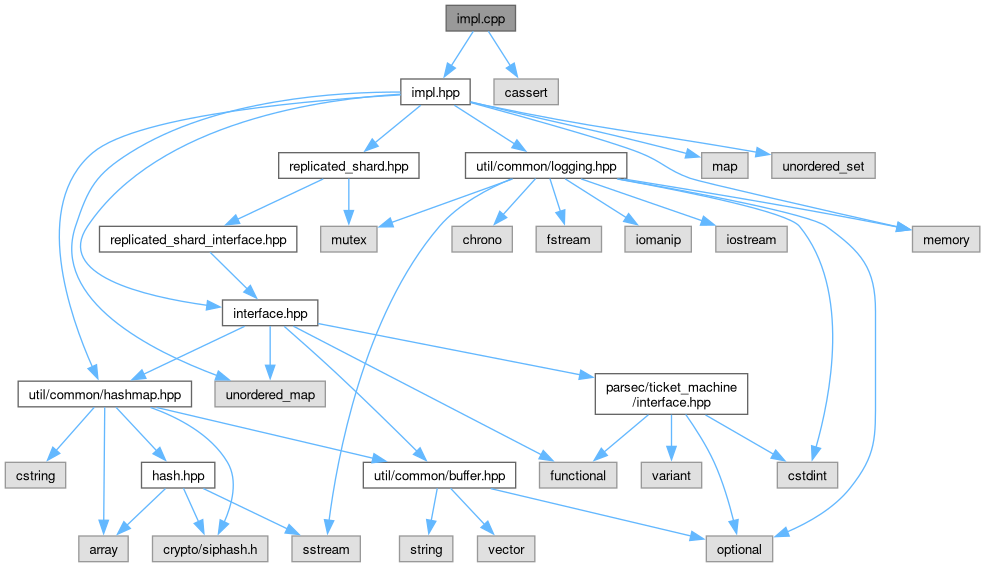 impl.cpp
impl.hpp
cassert
replicated_shard.hpp
util/common/logging.hpp
map
unordered_set
replicated_shard_interface.hpp
mutex
chrono
fstream
iomanip
iostream
memory
interface.hpp
util/common/hashmap.hpp
unordered_map
parsec/ticket_machine
/interface.hpp
cstring
hash.hpp
util/common/buffer.hpp
functional
variant
cstdint
array
crypto/siphash.h
sstream
string
vector
optional